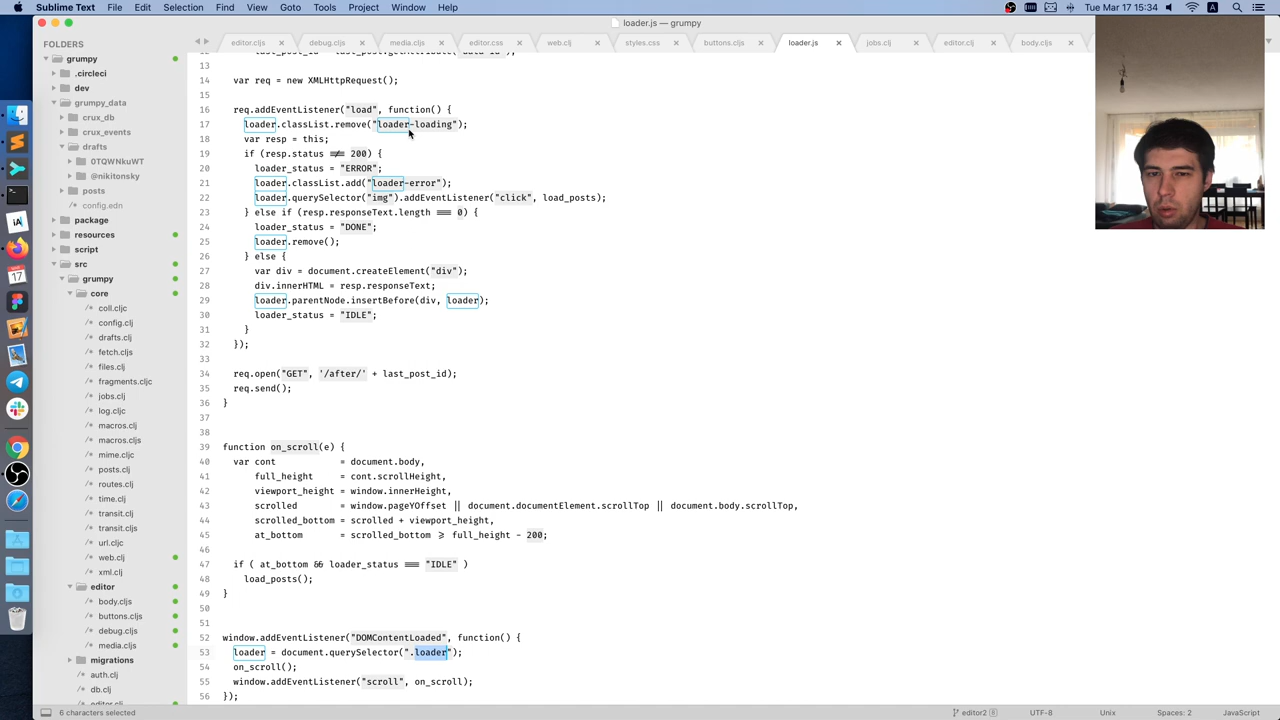 Sublime Text File Edit Selection Find View Goto Tools Project Window Help
A Tue 17 Mar 15:34
loader.js — grumpy
FOLDERS
grumpy
.circleci
dev
grumpy_data
crux_db
crux_events
drafts
0TQWNkuWT
@nikitonsky
posts
config.edn
package
resources
script
src
grumpy
core
coll.cljc
config.clj
drafts.clj
fetch.cljs
files.clj
fragments.cljc
jobs.clj
log.cljc
macros.clj
macros.cljs
mime.cljc
posts.clj
routes.clj
time.clj
transit.clj
transit.cljs
url.cljc
web.clj
xml.clj
editor
body.cljs
buttons.cljs
debug.cljs
media.cljs
migrations
auth.clj
db.clj
editor.clj
editor.cljs debug.cljs media.cljs editor.css web.clj styles.css buttons.cljs loader.js jobs.clj editor.clj body.cljs
13
14 var req = new XMLHttpRequest();
15
16 req.addEventListener("load", function() {
17 loader.classList.remove("loader-loading");
18 var resp = this;
19 if (resp.status !== 200) {
20 loader_status = "ERROR";
21 loader.classList.add("loader-error");
22 loader.querySelector("img").addEventListener("click", load_posts);
23 } else if (resp.responseText.length === 0) {
24 loader_status = "DONE";
25 loader.remove();
26 } else {
27 var div = document.createElement("div");
28 div.innerHTML = resp.responseText;
29 loader.parentNode.insertBefore(div, loader);
30 loader_status = "IDLE";
31 }
32 });
33
34 req.open("GET", '/after/' + last_post_id);
35 req.send();
36 }
37
38
39 function on_scroll(e) {
40 var cont = document.body,
41 full_height = cont.scrollHeight,
42 viewport_height = window.innerHeight,
43 scrolled = window.pageYOffset || document.documentElement.scrollTop || document.body.scrollTop,
44 scrolled_bottom = scrolled + viewport_height,
45 at_bottom = scrolled_bottom >= full_height - 200;
46
47 if ( at_bottom && loader_status === "IDLE" )
48 load_posts();
49 }
50
51
52 window.addEventListener("DOMContentLoaded", function() {
53 loader = document.querySelector(".loader");
54 on_scroll();
55 window.addEventListener("scroll", on_scroll);
56 });
6 characters selected
editor2 UTF-8 Unix Spaces: 2 JavaScript